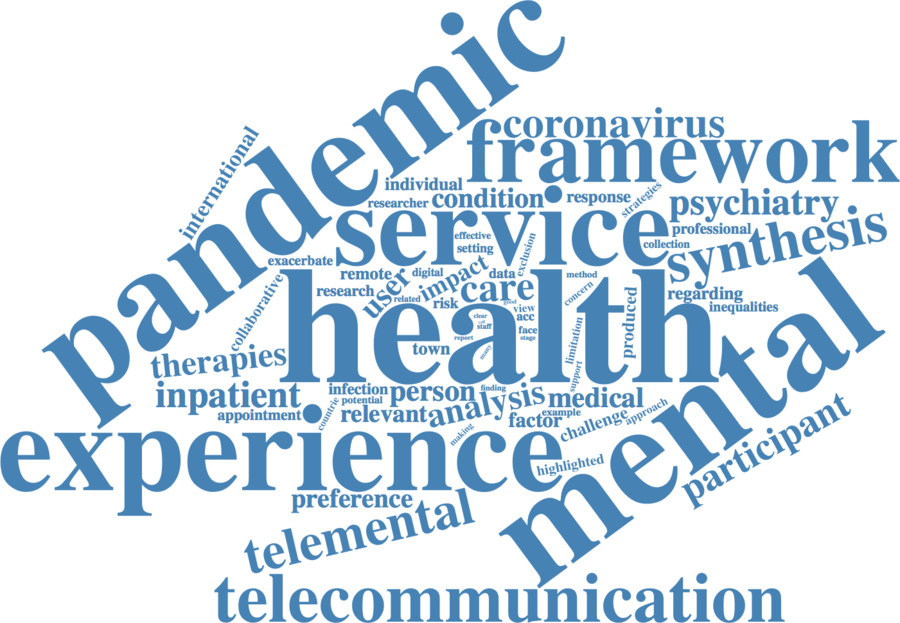 pandemic
international
coronavirus
framework
individual
response
strategies
researcher
condition
psychiatry
service
professional
effective
setting
exclusion
collection
synthesis
exacerbate
remote
user
digital
impact
data
method
research
related
risk
care
good
concern
regarding
inequalities
collaborative
view
acc
clear
staff
face
stage
report
town
many
health
limitation
produced
support
mental
therapies
inpatient
appointment
infection
potential
countrie
person
finding
relevant
analysis
medical
factor
example
challenge
approach
making
experience
highlighted
participant
preference
telemental
telecommunication